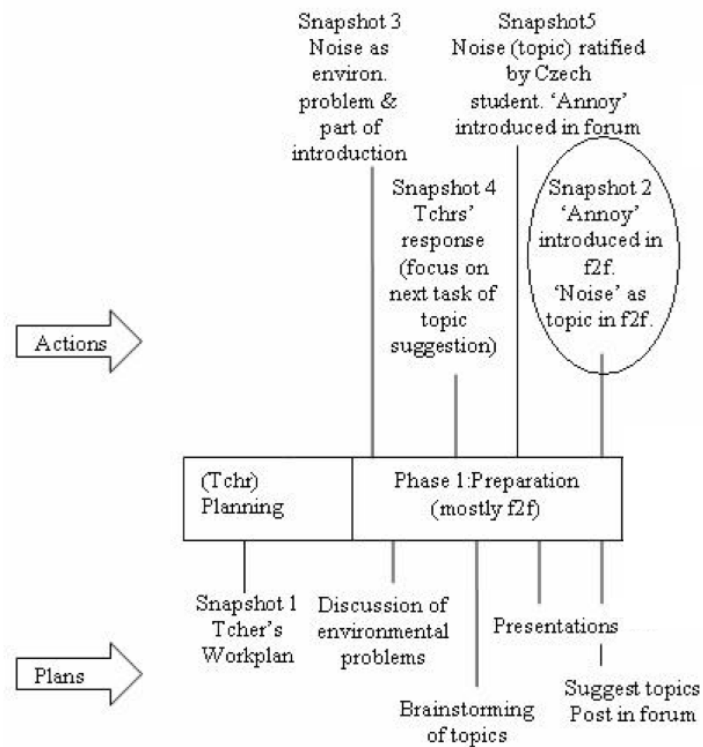 Snapshot 3
Noise as
environ.
problem &
part of
introduction
Snapshot5
Noise (topic) ratified
by Czech
student. ‘Annoy’
introduced in forum
Snapshot 4
Tchrs’
response
(focus on
next task of
topic
suggestion)
Snapshot 2
‘Annoy’
introduced in
f2f.
‘Noise’ as
topic in f2f.
Actions
(Tchr)
Planning
Phase 1:Preparation
(mostly f2f)
Snapshot 1
Tcher’s
Workplan
Discussion of
environmental
problems
Brainstorming
of topics
Presentations
Suggest topics
Post in forum
Plans